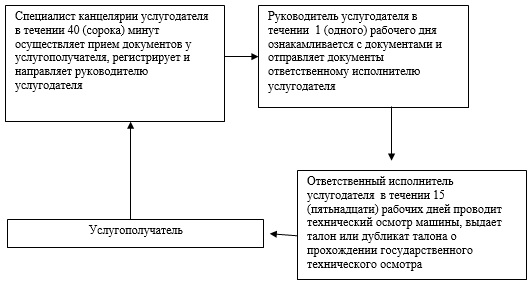 Специалист канцелярии услугодателя
в течении 40 (сорока) минут
осуществляет прием документов у
услугополучателя, регистрирует и
направляет руководителю
услугодателя
Руководитель услугодателя в
течении 1 (одного) рабочего дня
ознакамливается с документами и
отправляет документы
ответственному исполнителю
услугодателя
Ответственный исполнитель
услугодателя в течении 15
(пятьнадцати) рабочих дней проводит
технический осмотр машины, выдает
талон или дубликат талона о
прохождении государственного
технического осмотра
Услугополучатель